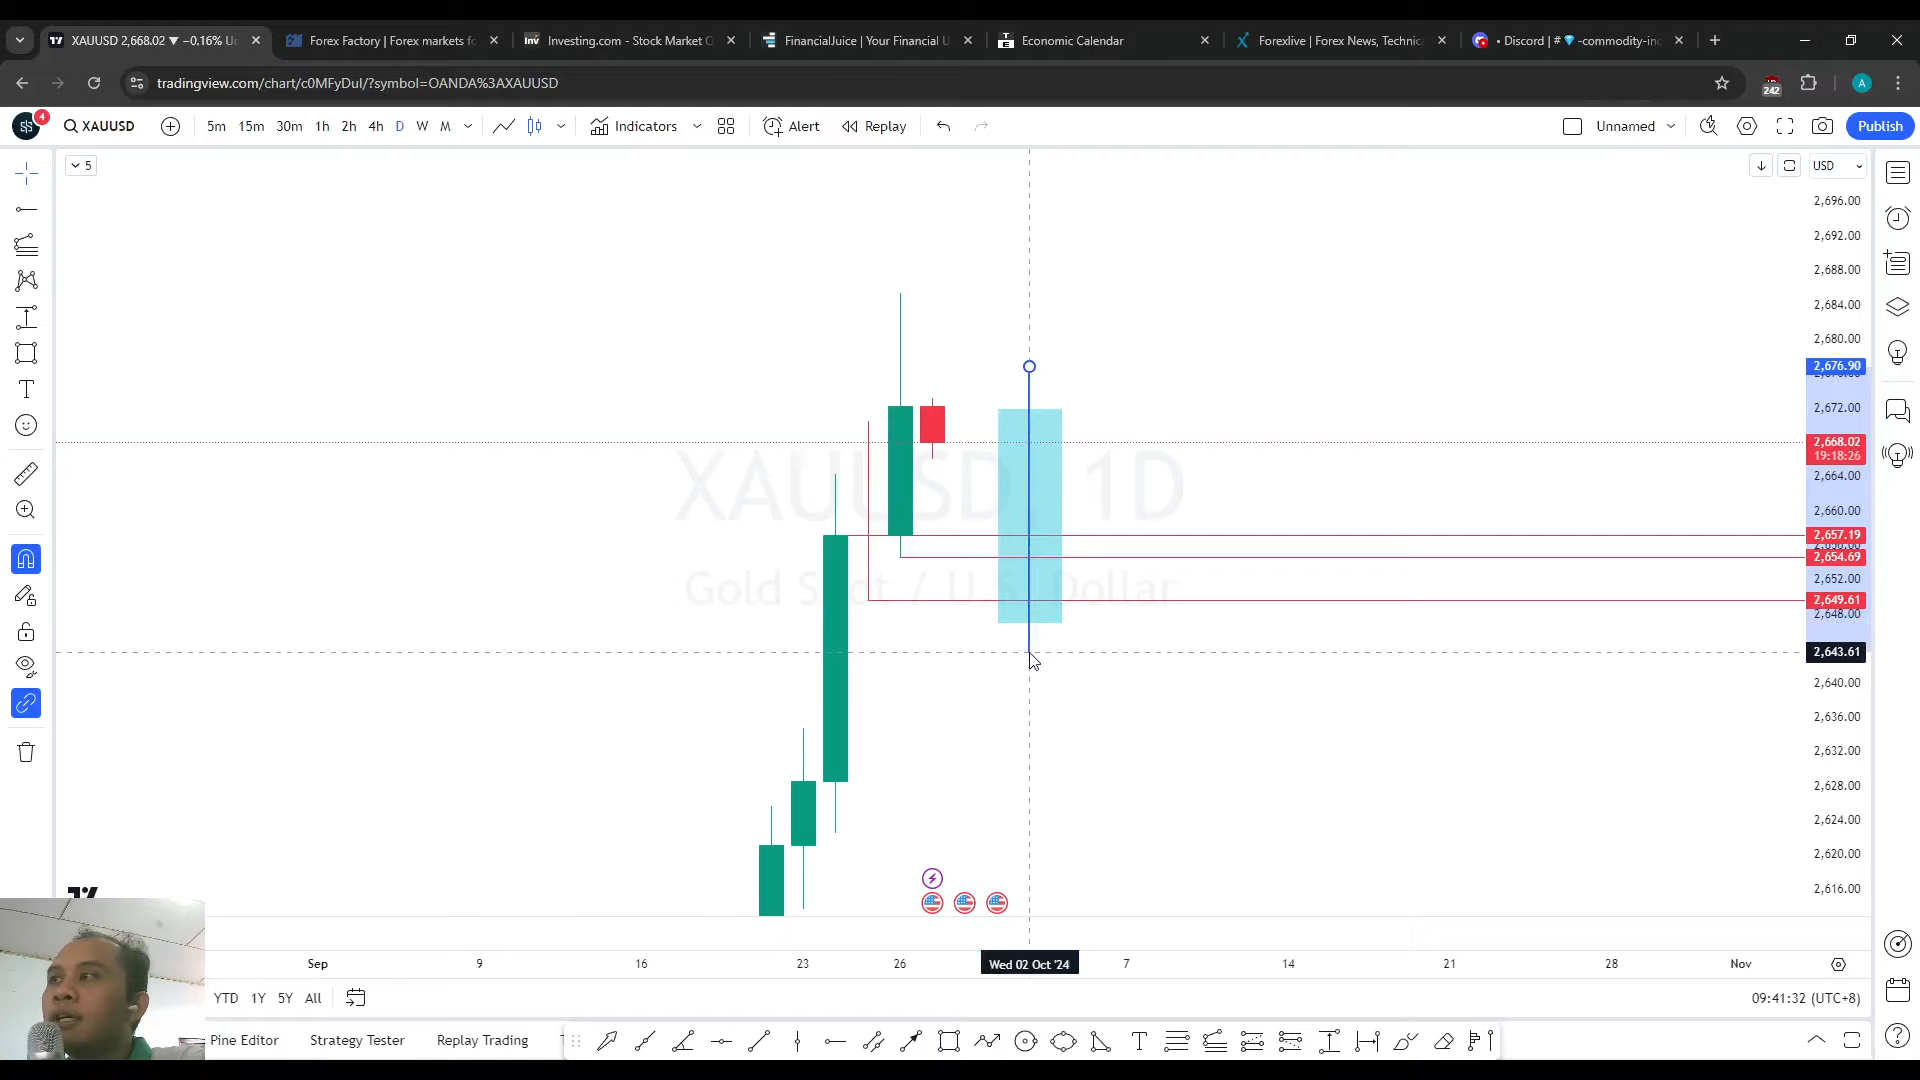 XAUUSD 2,668.02 ▼ −0.16% Un
Forex Factory | Forex markets fo
Investing.com - Stock Market Q
FinancialJuice | Your Financial U
Economic Calendar
Forexlive | Forex News, Technica
• Discord | # 💎-commodity-ind
tradingview.com/chart/c0MFyDul/?symbol=OANDA%3AXAUUSD
242
A
4
XAUUSD
5m 15m 30m 1h 2h 4h D W M
Indicators
Alert
Replay
Unnamed
Publish
5
USD
2,696.00
2,692.00
2,688.00
2,684.00
2,680.00
2,676.90
2,672.00
2,668.02
19:18:26
2,664.00
2,660.00
2,657.19
2,654.69
2,652.00
2,649.61
2,648.00
2,643.61
2,640.00
2,636.00
2,632.00
2,628.00
2,624.00
2,620.00
2,616.00
XAUUSD, 1D
Gold Spot / U.S. Dollar
Sep 9 16 23 26 Wed 02 Oct '24 7 14 21 28 Nov
YTD 1Y 5Y All
09:41:32 (UTC+8)
Pine Editor Strategy Tester Replay Trading